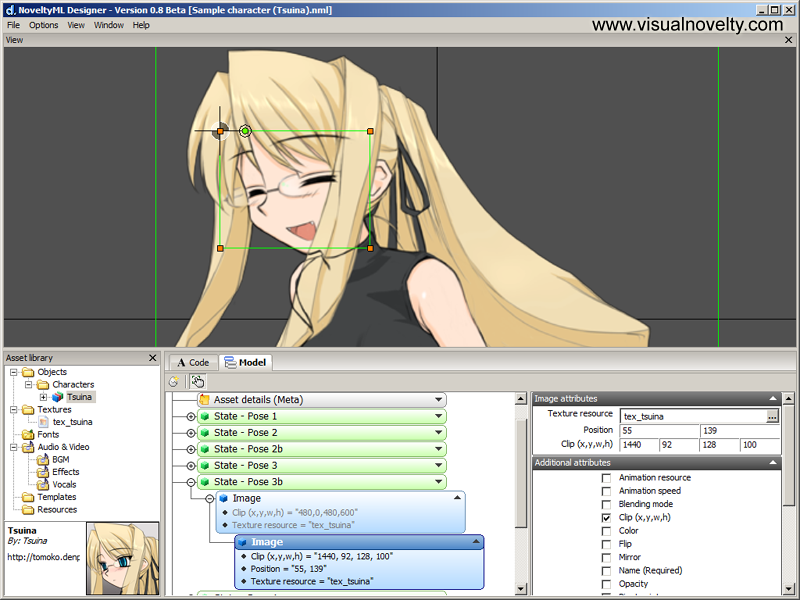 NoveltyML Designer - Version 0.8 Beta [Sample character (Tsuina).nml]
File Options View Window Help
www.visualnovelty.com
View
Asset library
Objects
Characters
Tsuina
Textures
tex_tsuina
Fonts
Audio & Video
BGM
Effects
Vocals
Templates
Resources
Tsuina
By: Tsuina
http://tomoko.denp
A Code
Model
Asset details (Meta)
State - Pose 1
State - Pose 2
State - Pose 2b
State - Pose 3
State - Pose 3b
Image
Clip (x,y,w,h) = "480,0,480,600"
Texture resource = "tex_tsuina"
Image
Clip (x,y,w,h) = "1440, 92, 128, 100"
Position = "55, 139"
Texture resource = "tex_tsuina"
Image attributes
Texture resource tex_tsuina ...
Position 55 139
Clip (x,y,w,h) 1440 92 128 100
Additional attributes
Animation resource
Animation speed
Blending mode
Clip (x,y,w,h)
Color
Flip
Mirror
Name (Required)
Opacity